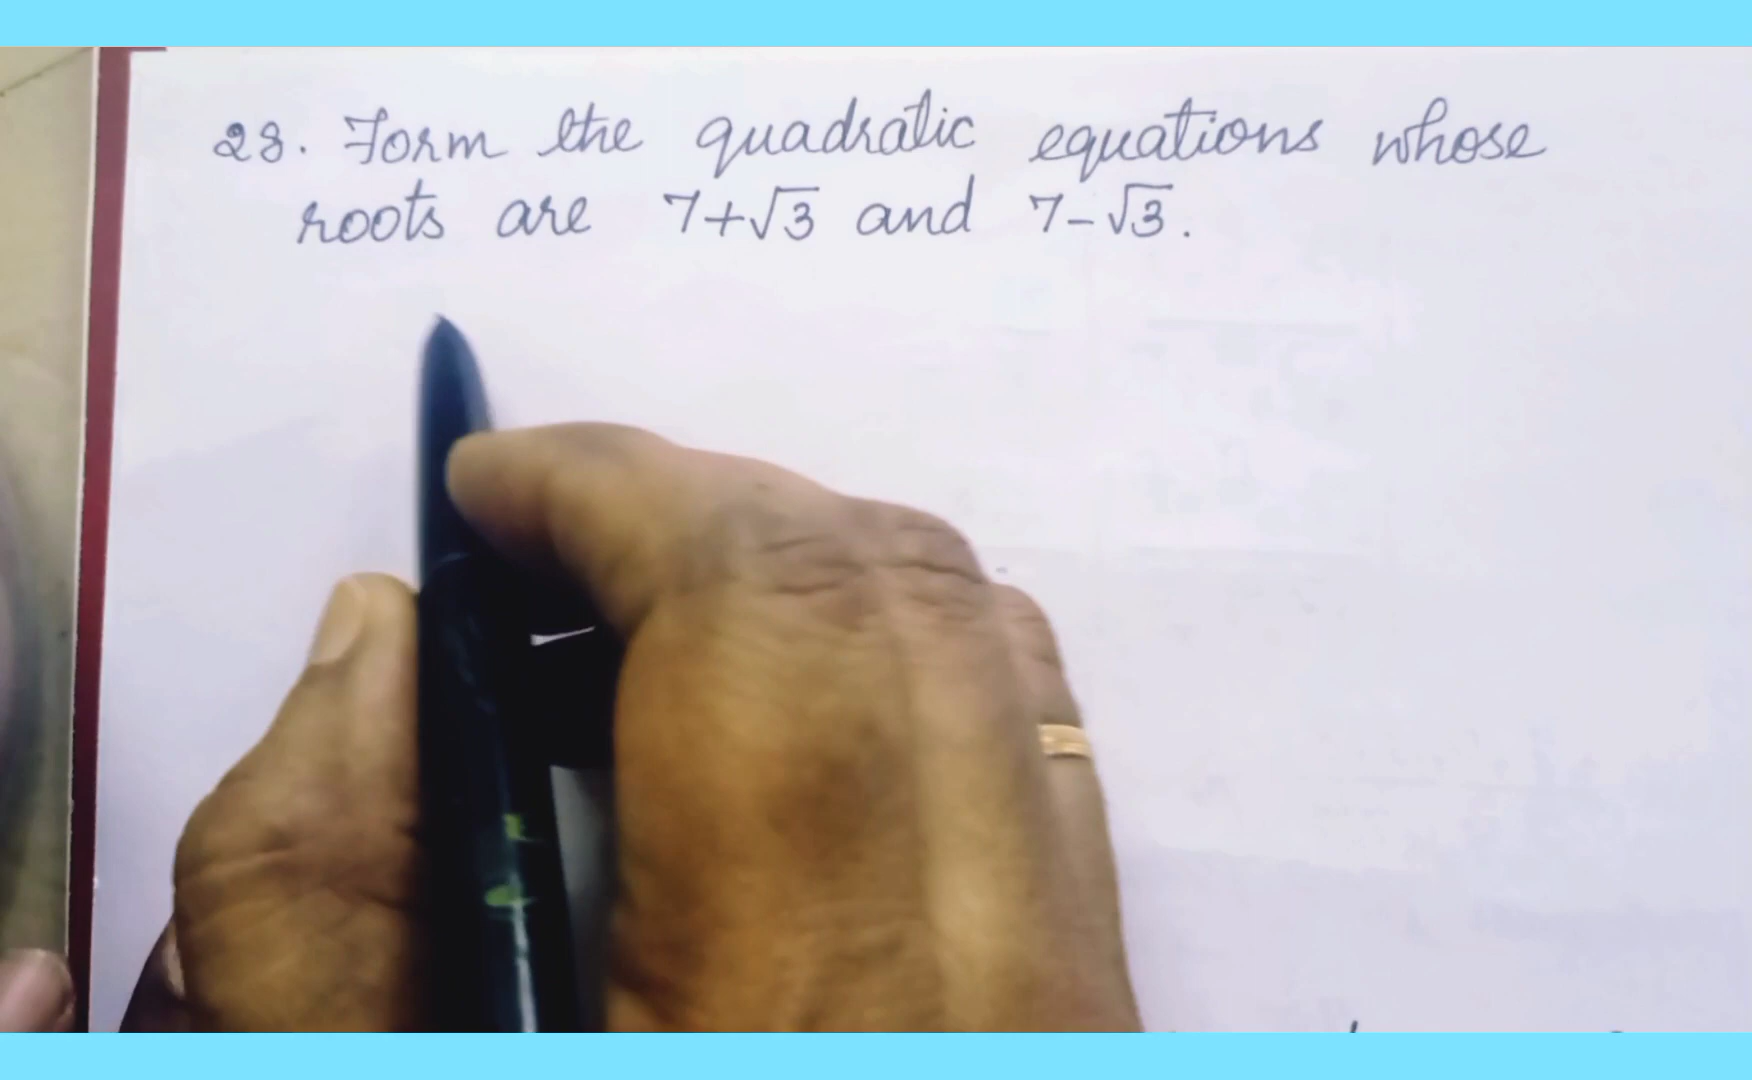 28. Form the quadratic equations whose
roots are 7+√3 and 7-√3.